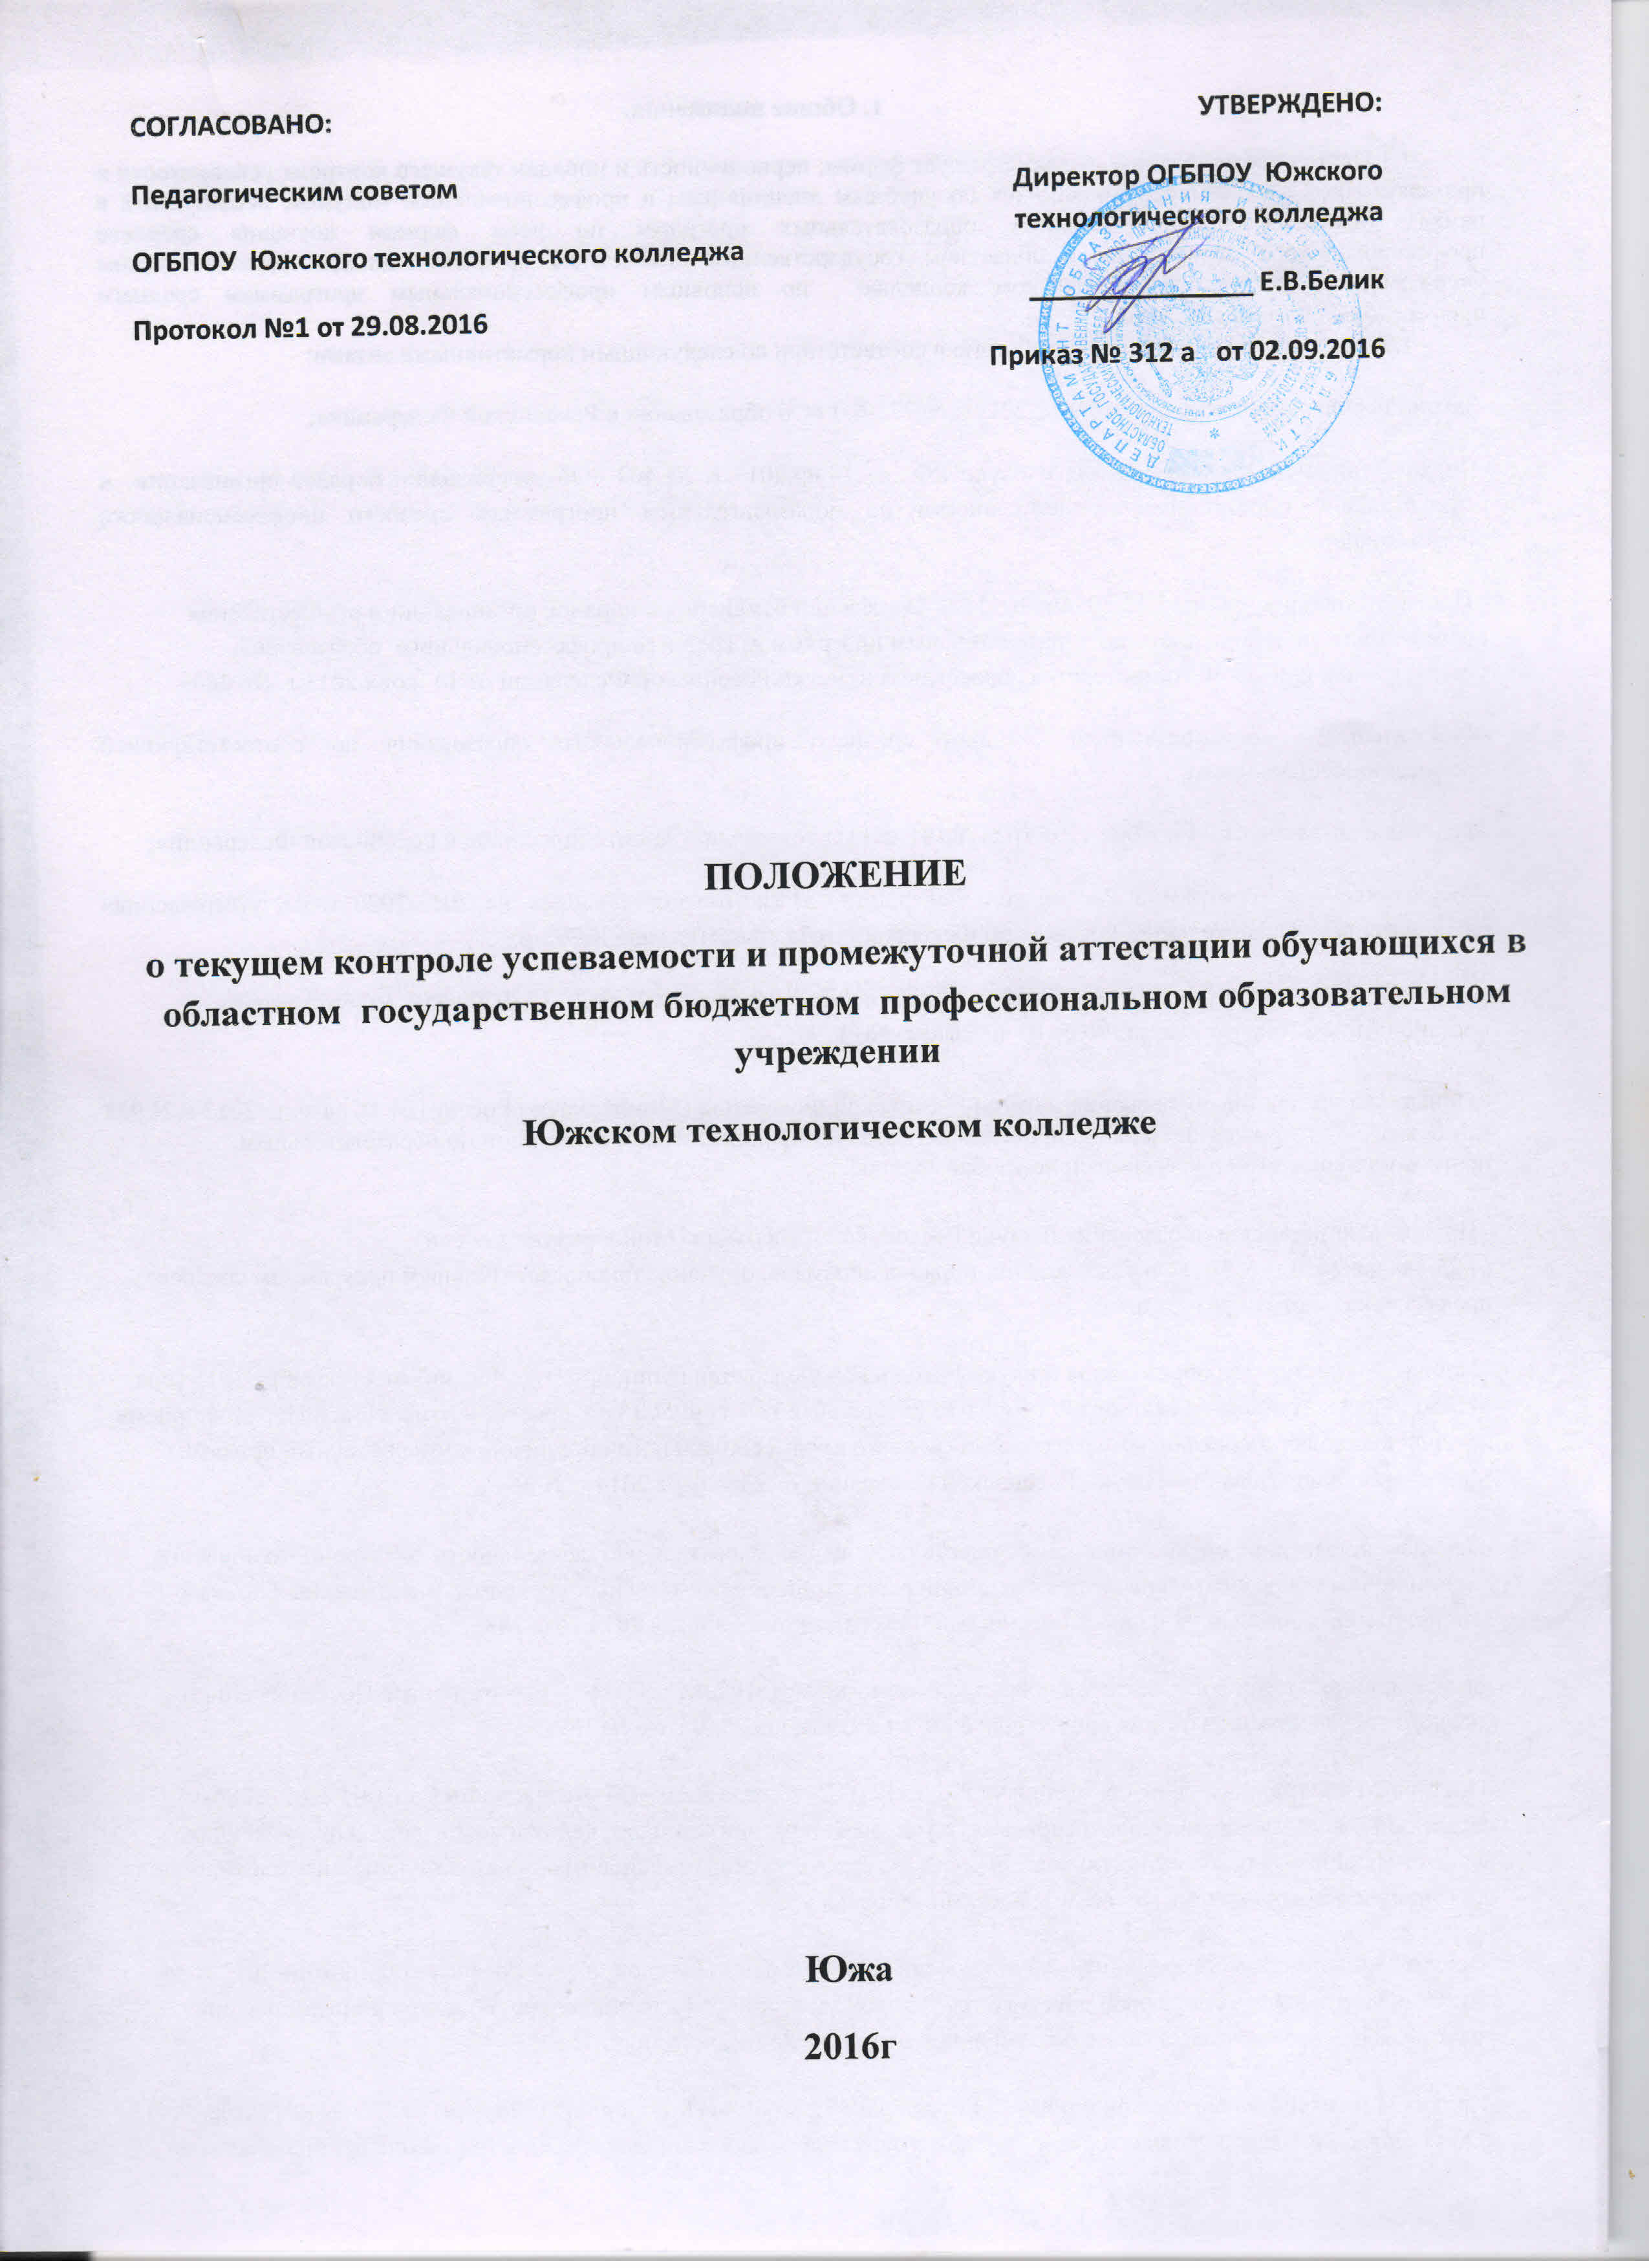 СОГЛАСОВАНО:
Педагогическим советом
ОГБПОУ Южского технологического колледжа
Протокол №1 от 29.08.2016
УТВЕРЖДЕНО:
Директор ОГБПОУ Южского
технологического колледжа
Е.В.Белик
Приказ № 312 а от 02.09.2016
ДЕПАРТАМЕНТ ОБРАЗОВАНИЯ
ПОЛОЖЕНИЕ
о текущем контроле успеваемости и промежуточной аттестации обучающихся в
областном государственном бюджетном профессиональном образовательном
учреждении
Южском технологическом колледже
Южа
2016г